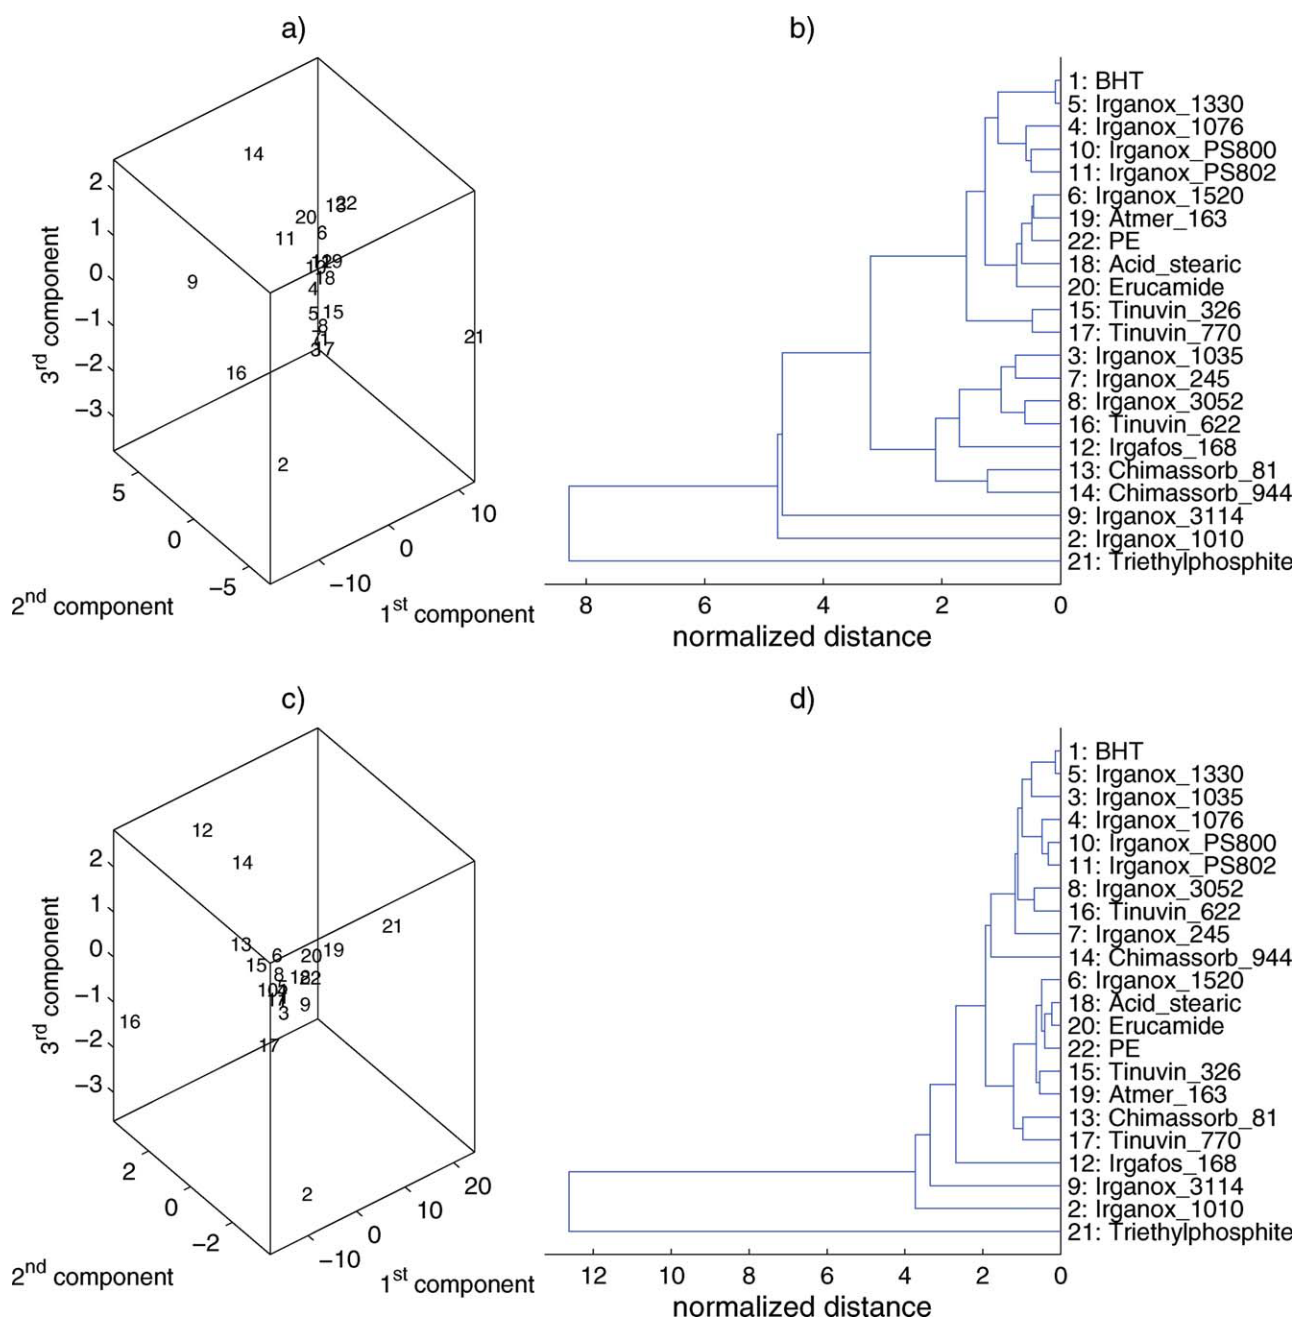 a)
14
20
22
6
11
9
18
4
5
15
8
21
16
2
2
1
0
−1
−2
−3
3rd component
5
0
−5
2nd component
−10
0
10
1st component
b)
1: BHT
5: Irganox_1330
4: Irganox_1076
10: Irganox_PS800
11: Irganox_PS802
6: Irganox_1520
19: Atmer_163
22: PE
18: Acid_stearic
20: Erucamide
15: Tinuvin_326
17: Tinuvin_770
3: Irganox_1035
7: Irganox_245
8: Irganox_3052
16: Tinuvin_622
12: Irgafos_168
13: Chimassorb_81
14: Chimassorb_944
9: Irganox_3114
2: Irganox_1010
21: Triethylphosphite
8 6 4 2 0
normalized distance
c)
12
14
21
13
6
20
19
15
8
22
9
3
16
17
2
2
1
0
−1
−2
−3
3rd component
2
0
−2
2nd component
−10
0
10
20
1st component
d)
1: BHT
5: Irganox_1330
3: Irganox_1035
4: Irganox_1076
10: Irganox_PS800
11: Irganox_PS802
8: Irganox_3052
16: Tinuvin_622
7: Irganox_245
14: Chimassorb_944
6: Irganox_1520
18: Acid_stearic
20: Erucamide
22: PE
15: Tinuvin_326
19: Atmer_163
13: Chimassorb_81
17: Tinuvin_770
12: Irgafos_168
9: Irganox_3114
2: Irganox_1010
21: Triethylphosphite
12 10 8 6 4 2 0
normalized distance